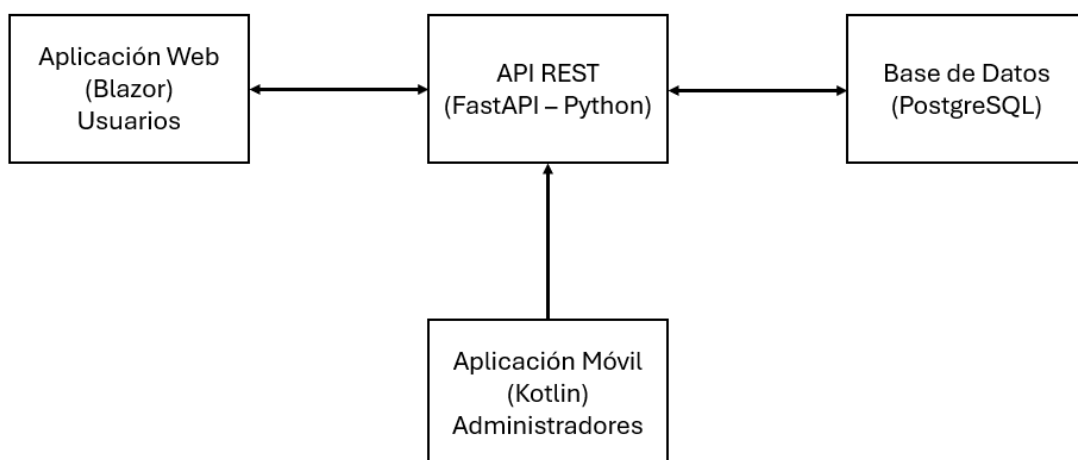 Aplicación Web
(Blazor)
Usuarios
API REST
(FastAPI – Python)
Base de Datos
(PostgreSQL)
Aplicación Móvil
(Kotlin)
Administradores